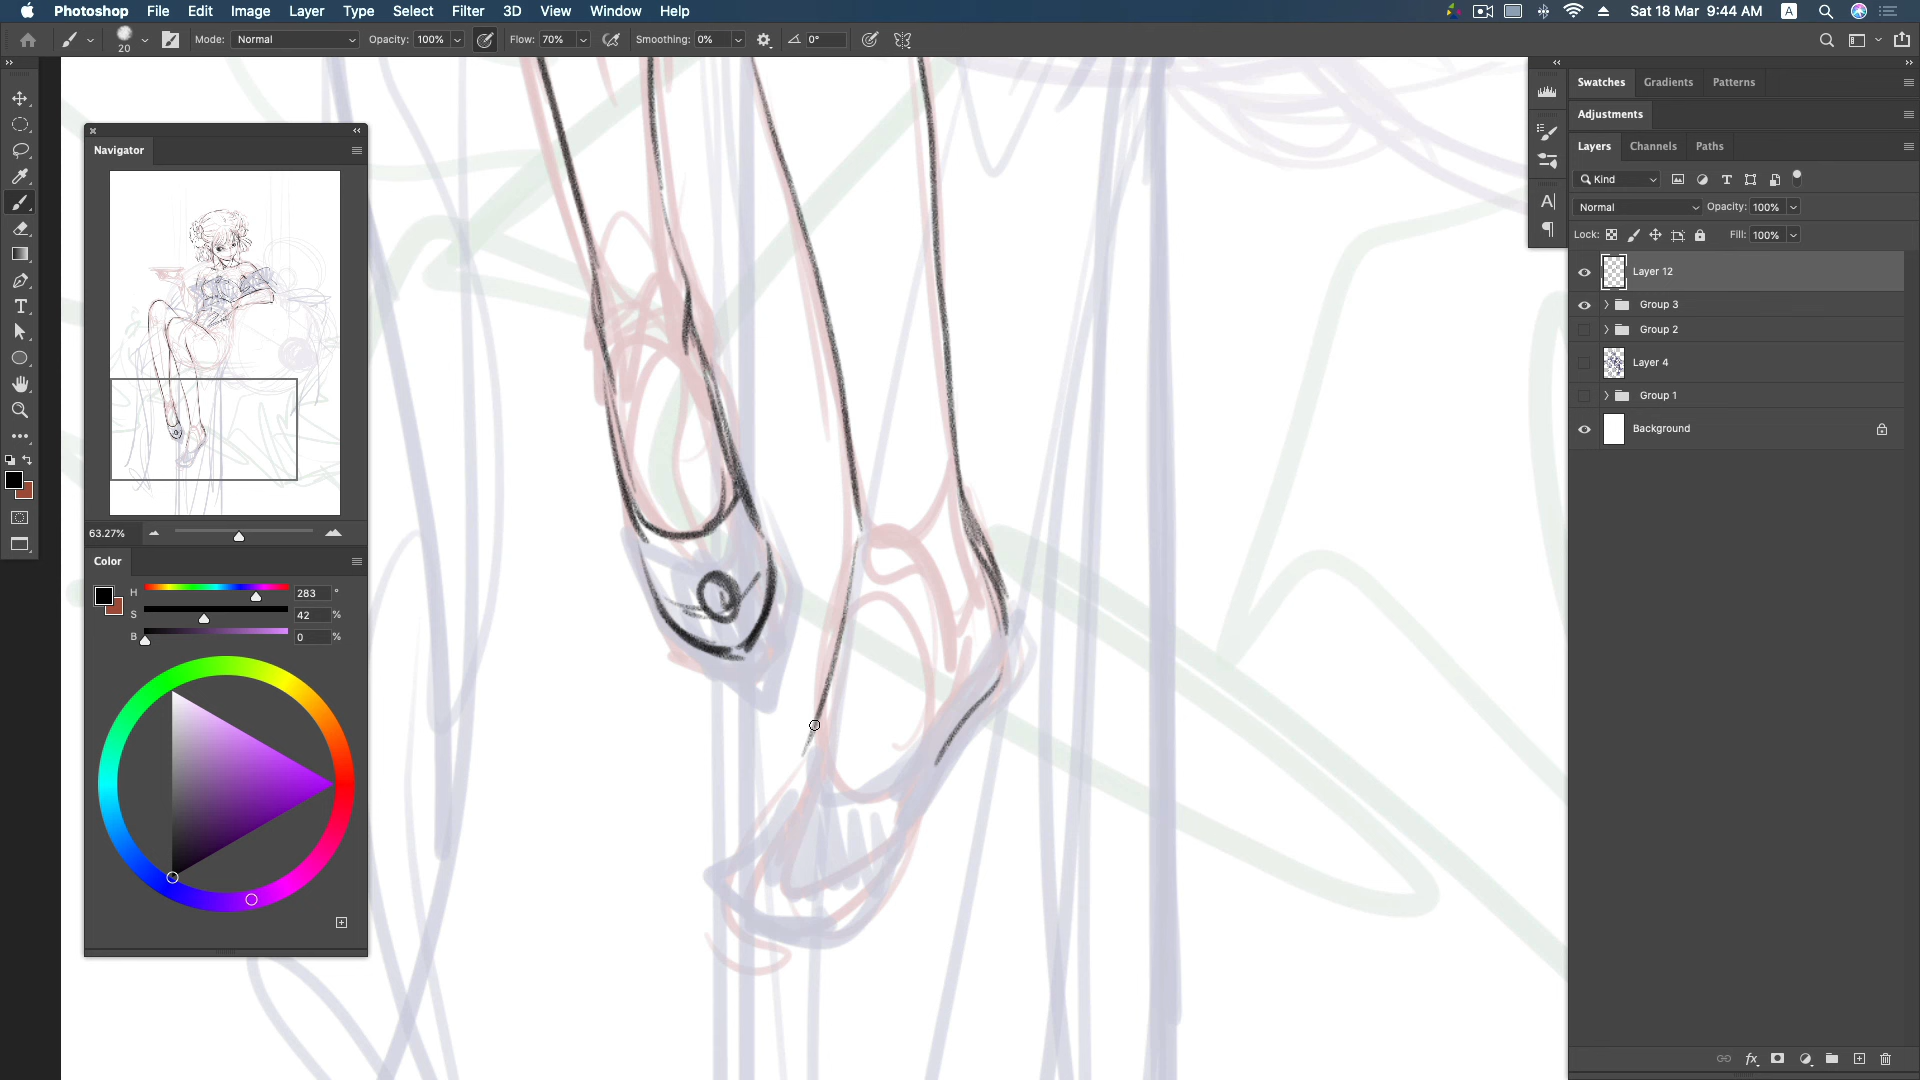 Photoshop File Edit Image Layer Type Select Filter 3D View Window Help Sat 18 Mar 9:44 AM A
20 Mode: Normal Opacity: 100% Flow: 70% Smoothing: 0% 0°
Navigator
63.27%
Color
H 283 °
S 42 %
B 0 %
Swatches Gradients Patterns
Adjustments
Layers Channels Paths
Kind
Normal Opacity: 100%
Lock: Fill: 100%
Layer 12
Group 3
Group 2
Layer 4
Group 1
Background